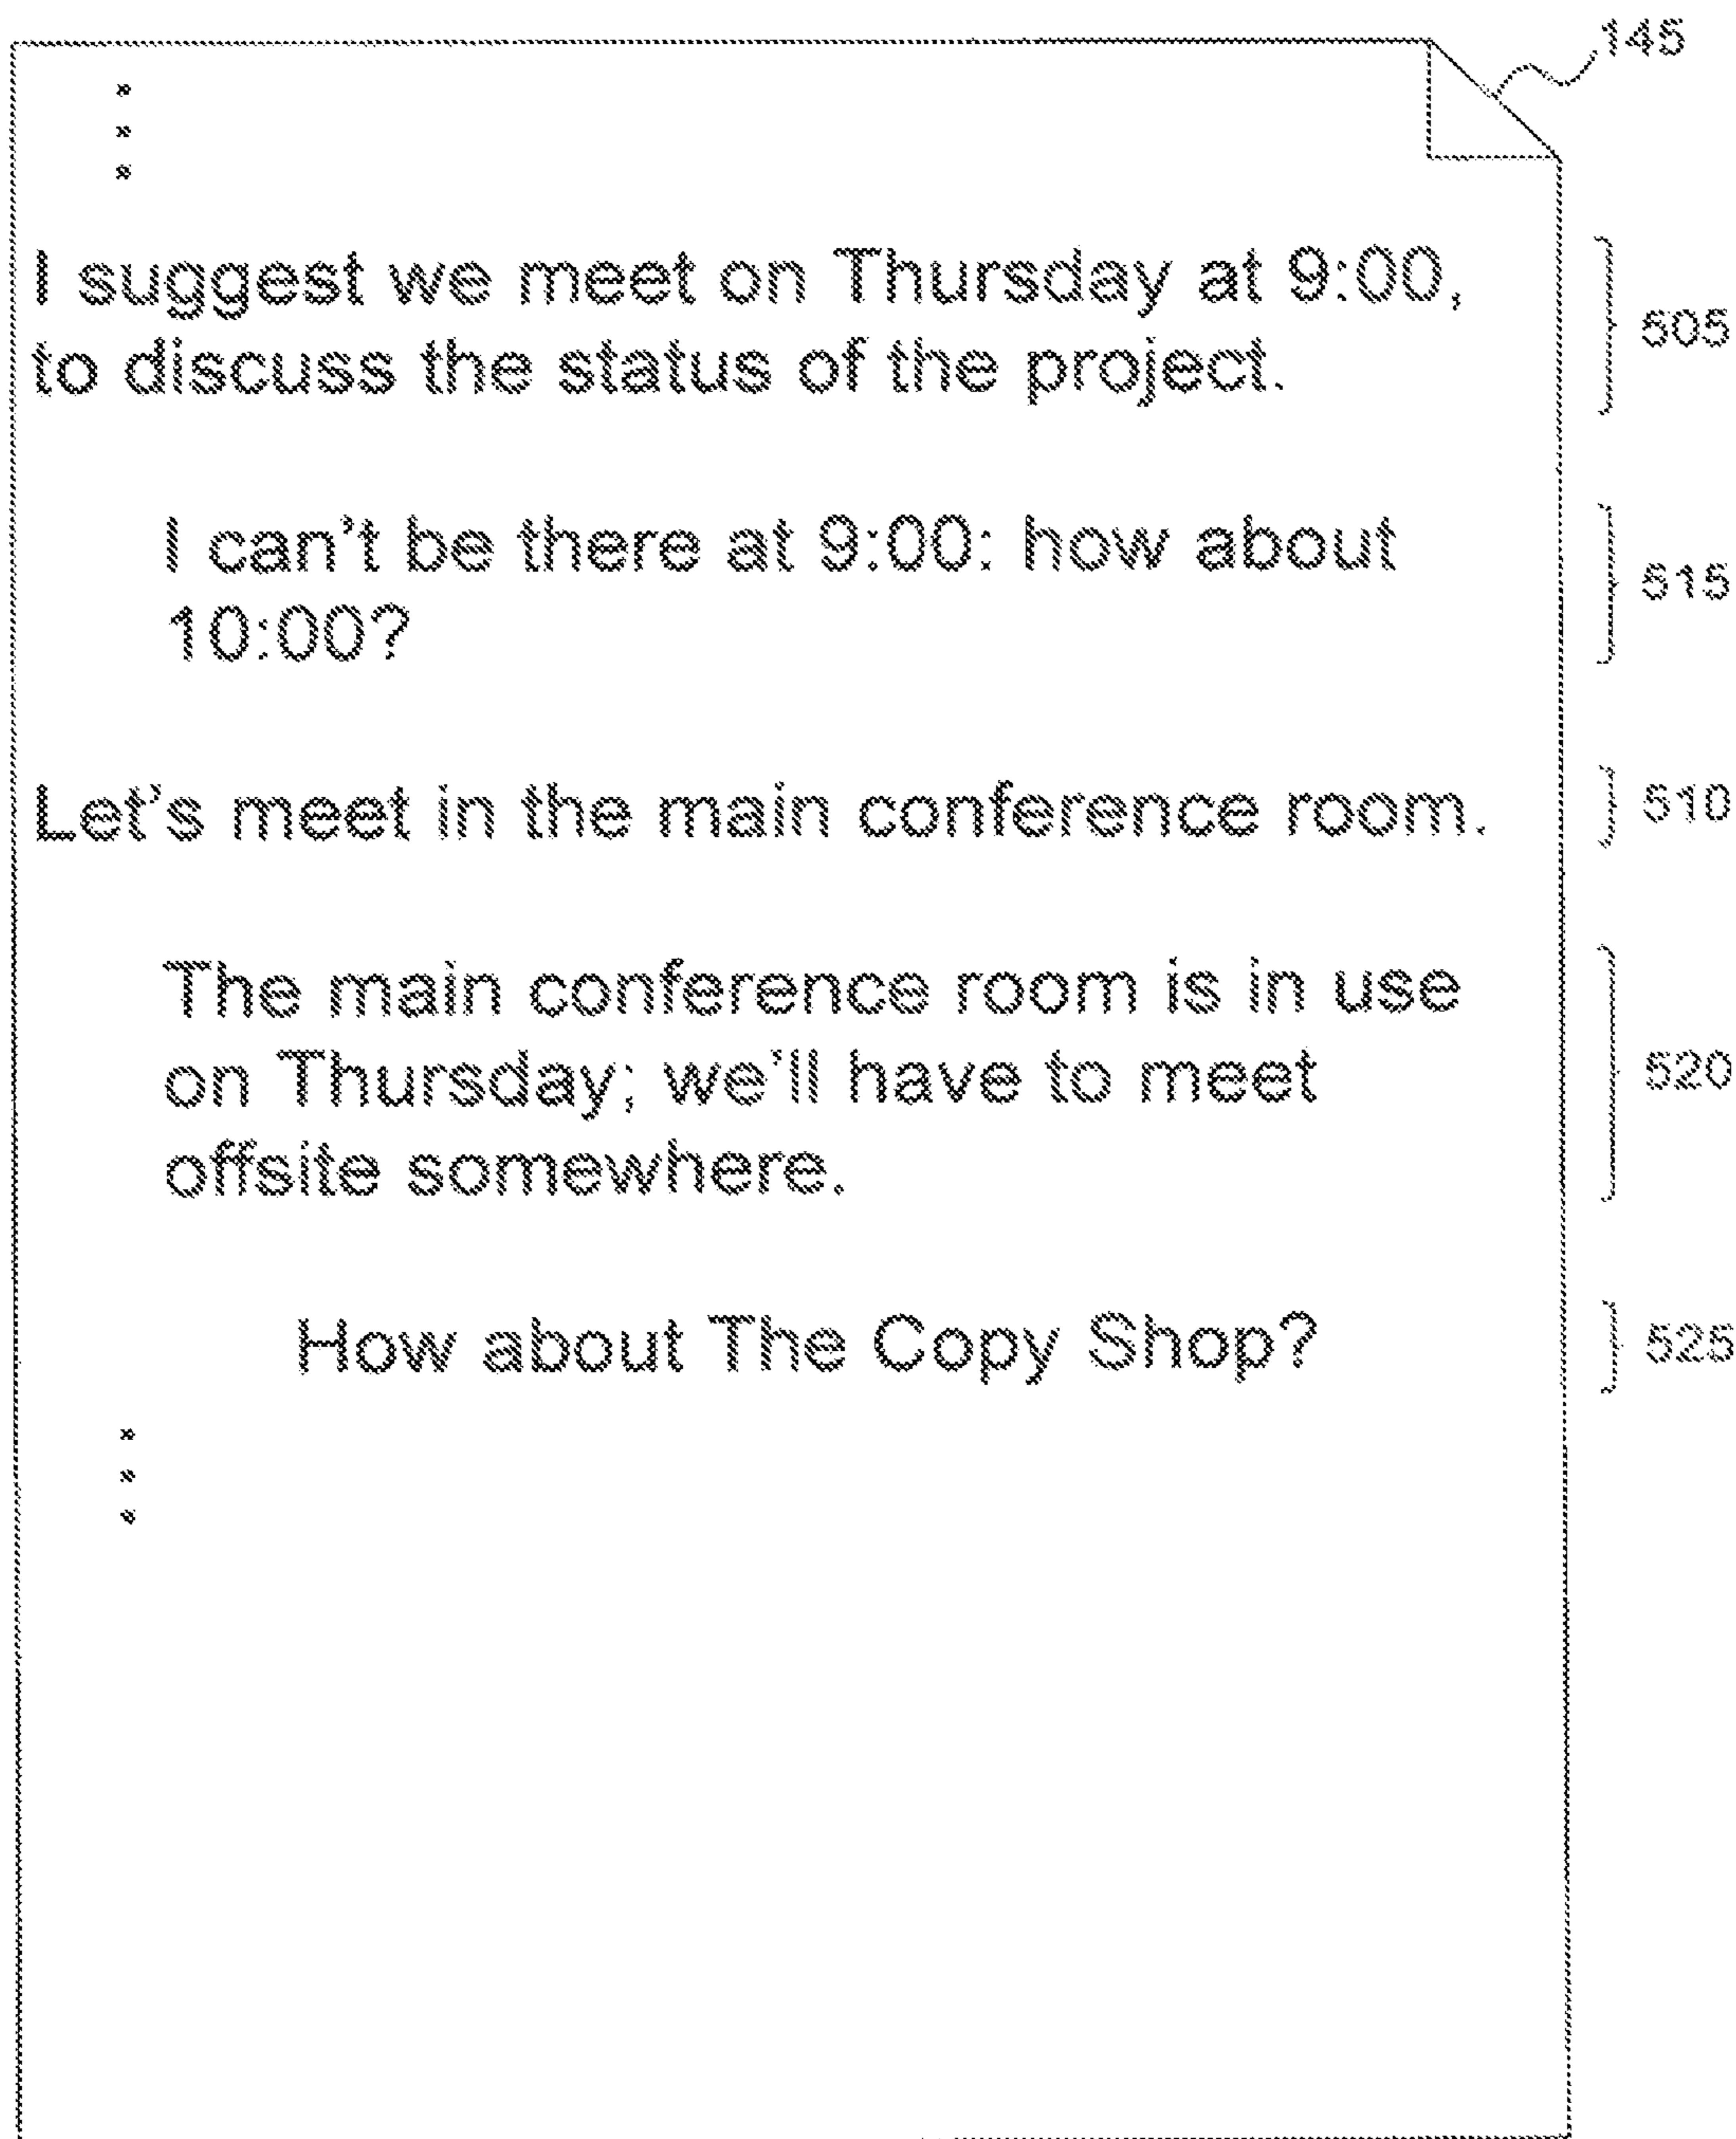 145
I suggest we meet on Thursday at 9:00,
to discuss the status of the project.
505
I can't be there at 9:00: how about
10:00?
515
Let's meet in the main conference room.
510
The main conference room is in use
on Thursday; we'll have to meet
offsite somewhere.
520
How about The Copy Shop?
525